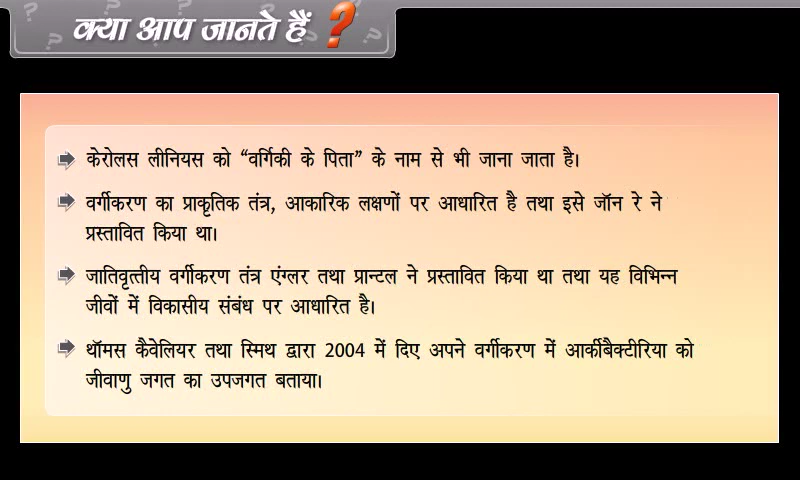 क्या आप जानते हैं ?
केरोलस लीनियस को “वर्गिकी के पिता” के नाम से भी जाना जाता है।
वर्गीकरण का प्राकृतिक तंत्र, आकारिक लक्षणों पर आधारित है तथा इसे जॉन रे ने
प्रस्तावित किया था।
जातिवृत्तीय वर्गीकरण तंत्र एंग्लर तथा प्रान्टल ने प्रस्तावित किया था तथा यह विभिन्न
जीवों में विकासीय संबंध पर आधारित है।
थॉमस कैवेलियर तथा स्मिथ द्वारा 2004 में दिए अपने वर्गीकरण में आर्कीबैक्टीरिया को
जीवाणु जगत का उपजगत बताया।